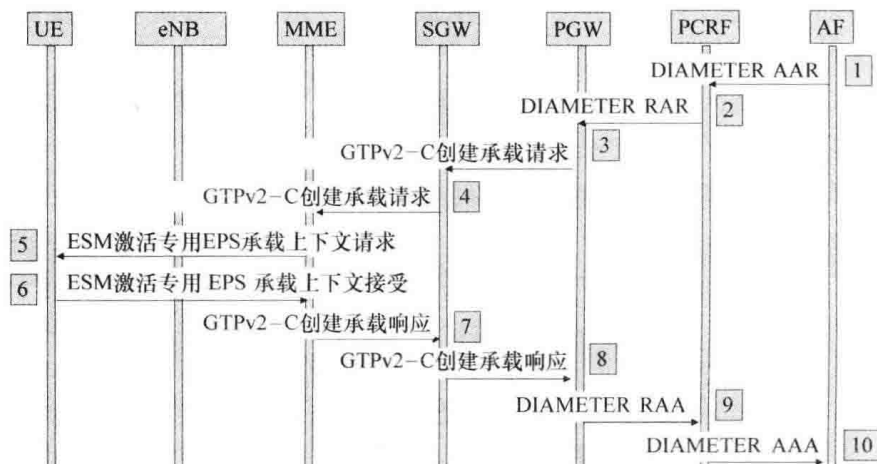 UE eNB MME SGW PGW PCRF AF
DIAMETER AAR 1
DIAMETER RAR 2
GTPv2-C创建承载请求 3
GTPv2-C创建承载请求 4
5 ESM激活专用EPS承载上下文请求
6 ESM激活专用 EPS 承载上下文接受
GTPv2-C创建承载响应 7
GTPv2-C创建承载响应 8
DIAMETER RAA 9
DIAMETER AAA 10